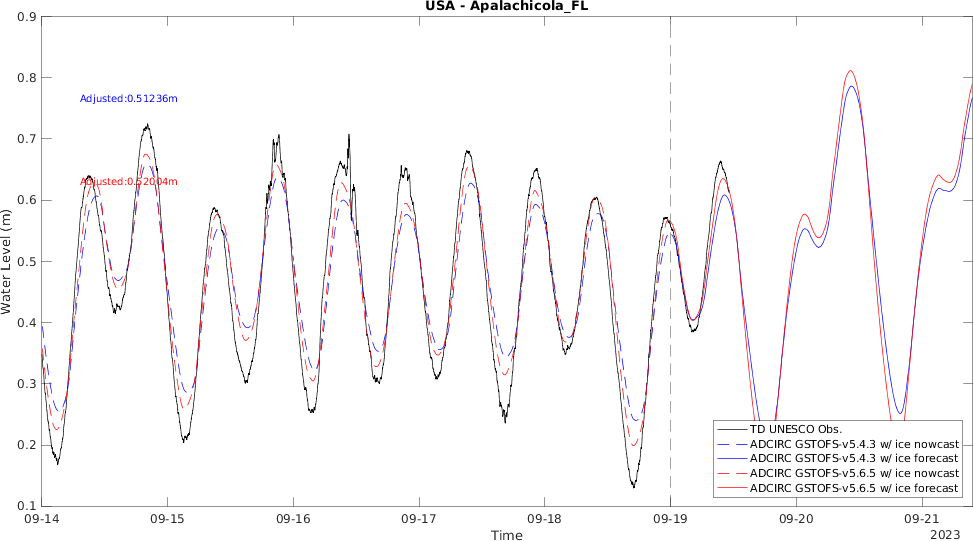 USA - Apalachicola_FL
0.9
0.8
Adjusted:0.51236m
0.7
Adjusted:0.52004m
0.6
Water Level (m)
0.5
0.4
0.3
0.2
0.1
TD UNESCO Obs.
ADCIRC GSTOFS-v5.4.3 w/ ice nowcast
ADCIRC GSTOFS-v5.4.3 w/ ice forecast
ADCIRC GSTOFS-v5.6.5 w/ ice nowcast
ADCIRC GSTOFS-v5.6.5 w/ ice forecast
09-14 09-15 09-16 09-17 09-18 09-19 09-20 09-21
Time
2023